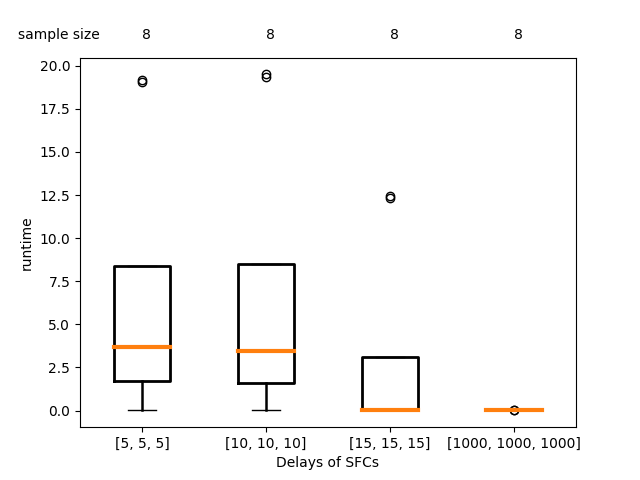 sample size 8 8 8 8
20.0
17.5
15.0
12.5
10.0
7.5
5.0
2.5
0.0
runtime
[5, 5, 5] [10, 10, 10] [15, 15, 15] [1000, 1000, 1000]
Delays of SFCs